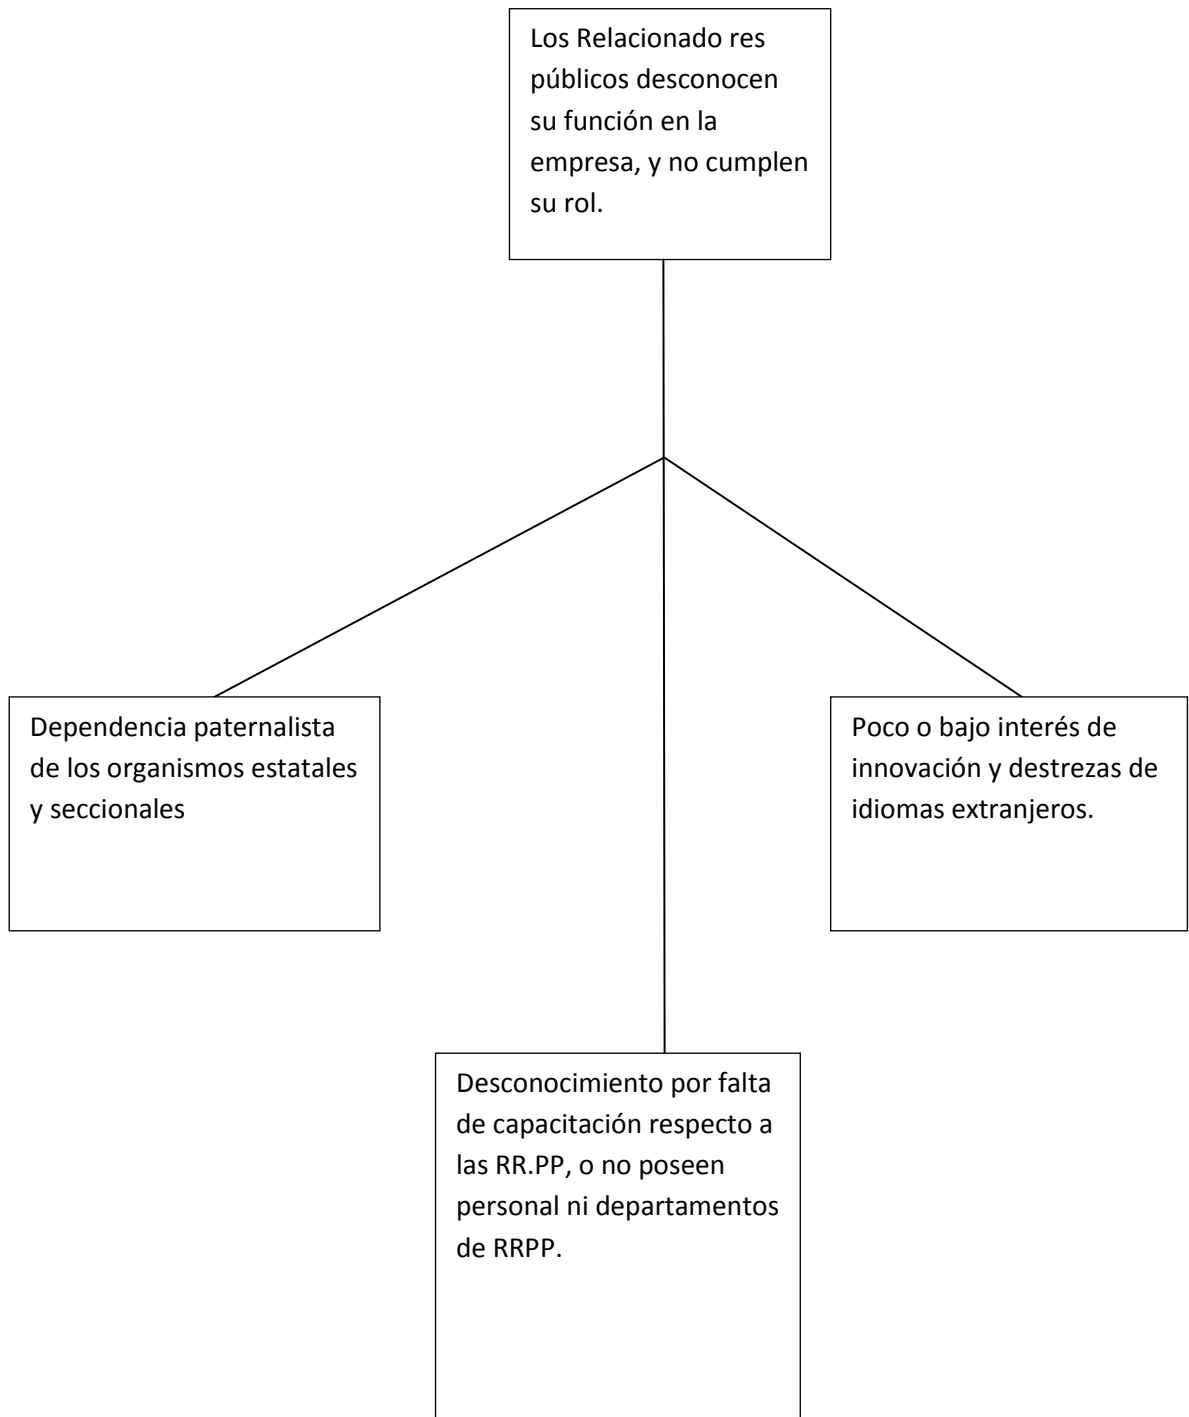 Los Relacionado res
públicos desconocen
su función en la
empresa, y no cumplen
su rol.
Dependencia paternalista
de los organismos estatales
y seccionales
Poco o bajo interés de
innovación y destrezas de
idiomas extranjeros.
Desconocimiento por falta
de capacitación respecto a
las RR.PP, o no poseen
personal ni departamentos
de RRPP.